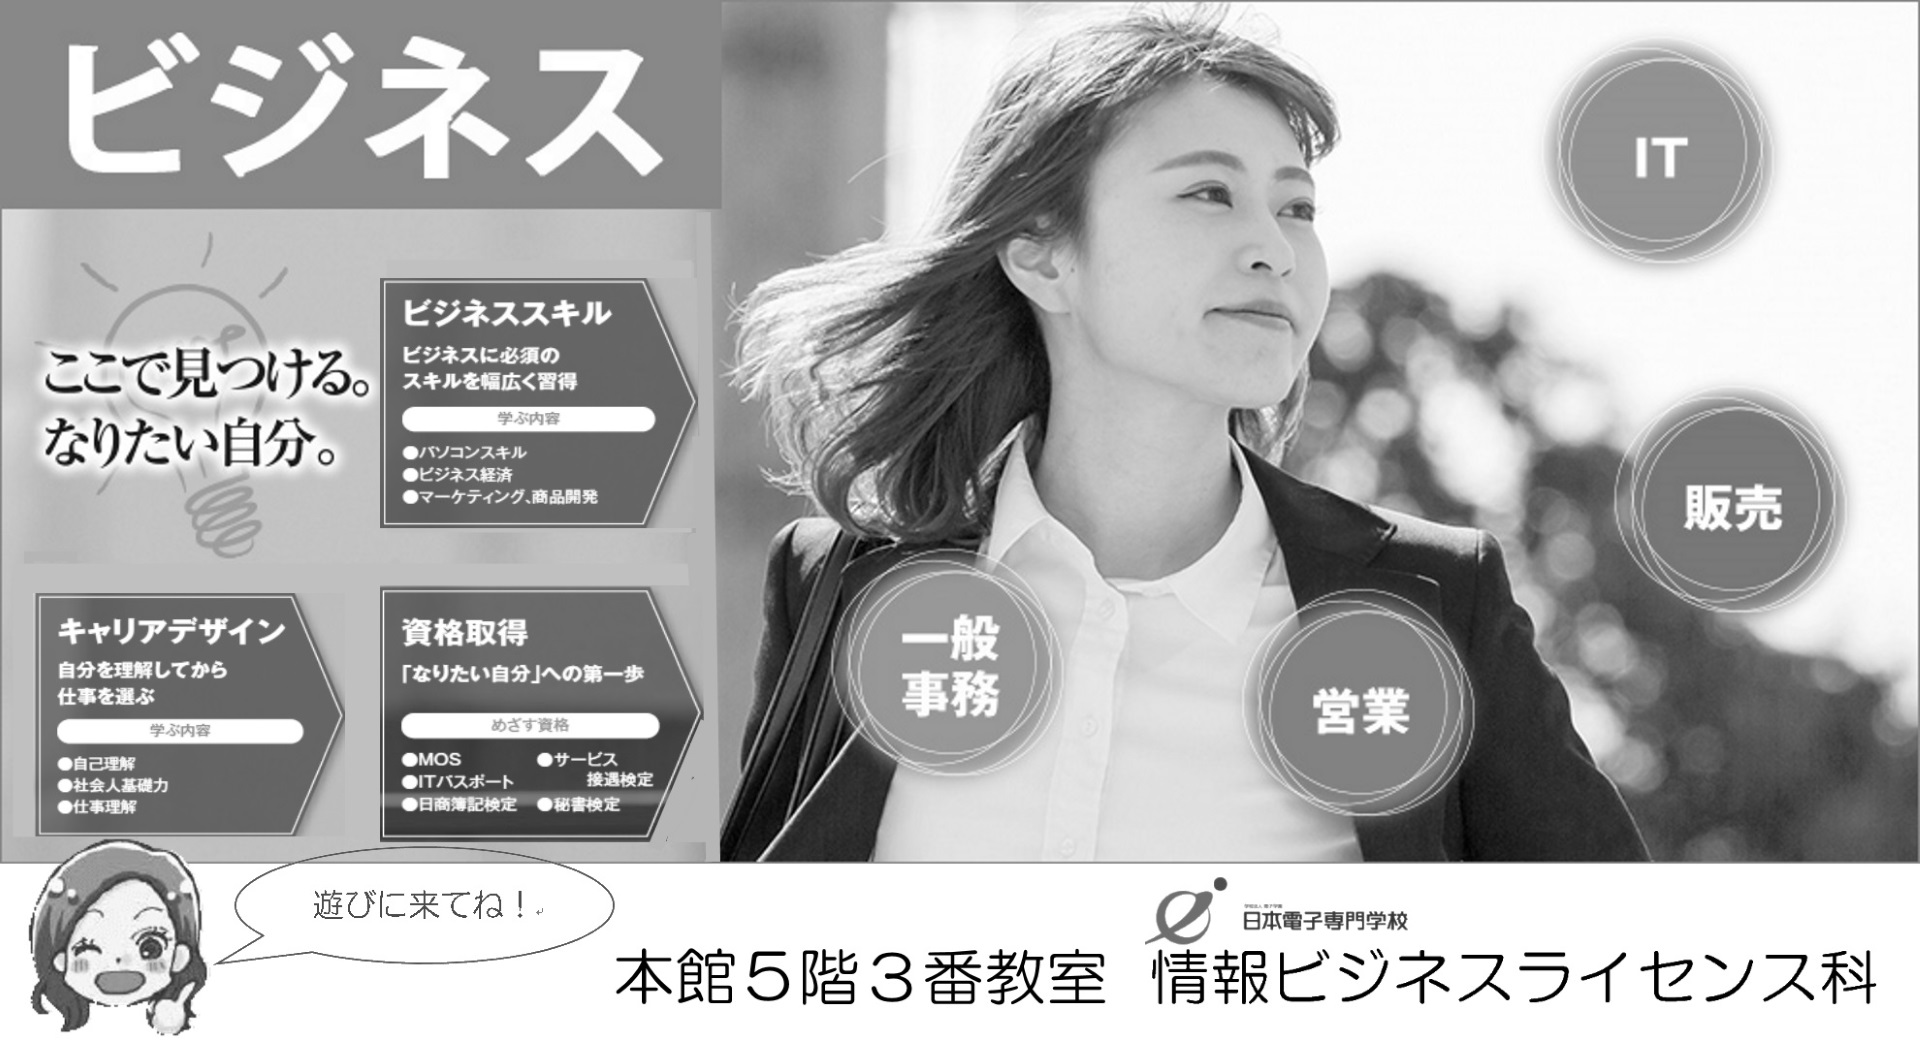 ビジネス
ここで見つける。
なりたい自分。
ビジネススキル
ビジネスに必須の
スキルを幅広く習得
学ぶ内容
●パソコンスキル
●ビジネス経済
●マーケティング、商品開発
キャリアデザイン
自分を理解してから
仕事を選ぶ
学ぶ内容
●自己理解
●社会人基礎力
●仕事理解
資格取得
「なりたい自分」への第一歩
めざす資格
●MOS
●ITパスポート
●日商簿記検定
●サービス
接遇検定
●秘書検定
IT
販売
一般
事務
営業
遊びに来てね！
学校法人 電子学園
日本電子専門学校
本館５階３番教室 情報ビジネスライセンス科